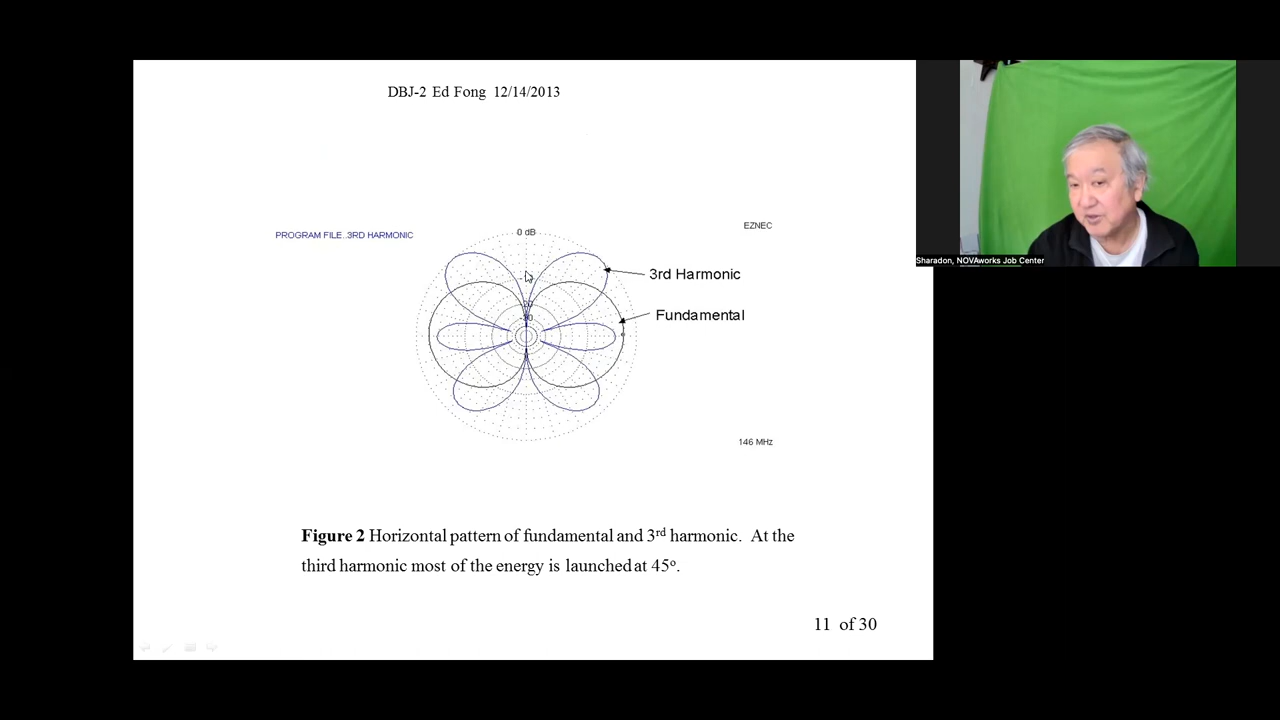 DBJ-2 Ed Fong 12/14/2013
EZNEC
PROGRAM FILE..3RD HARMONIC
0 dB
3rd Harmonic
Fundamental
146 MHz
Figure 2 Horizontal pattern of fundamental and 3rd harmonic. At the
third harmonic most of the energy is launched at 45o.
11 of 30
Sharadon, NOVAworks Job Center